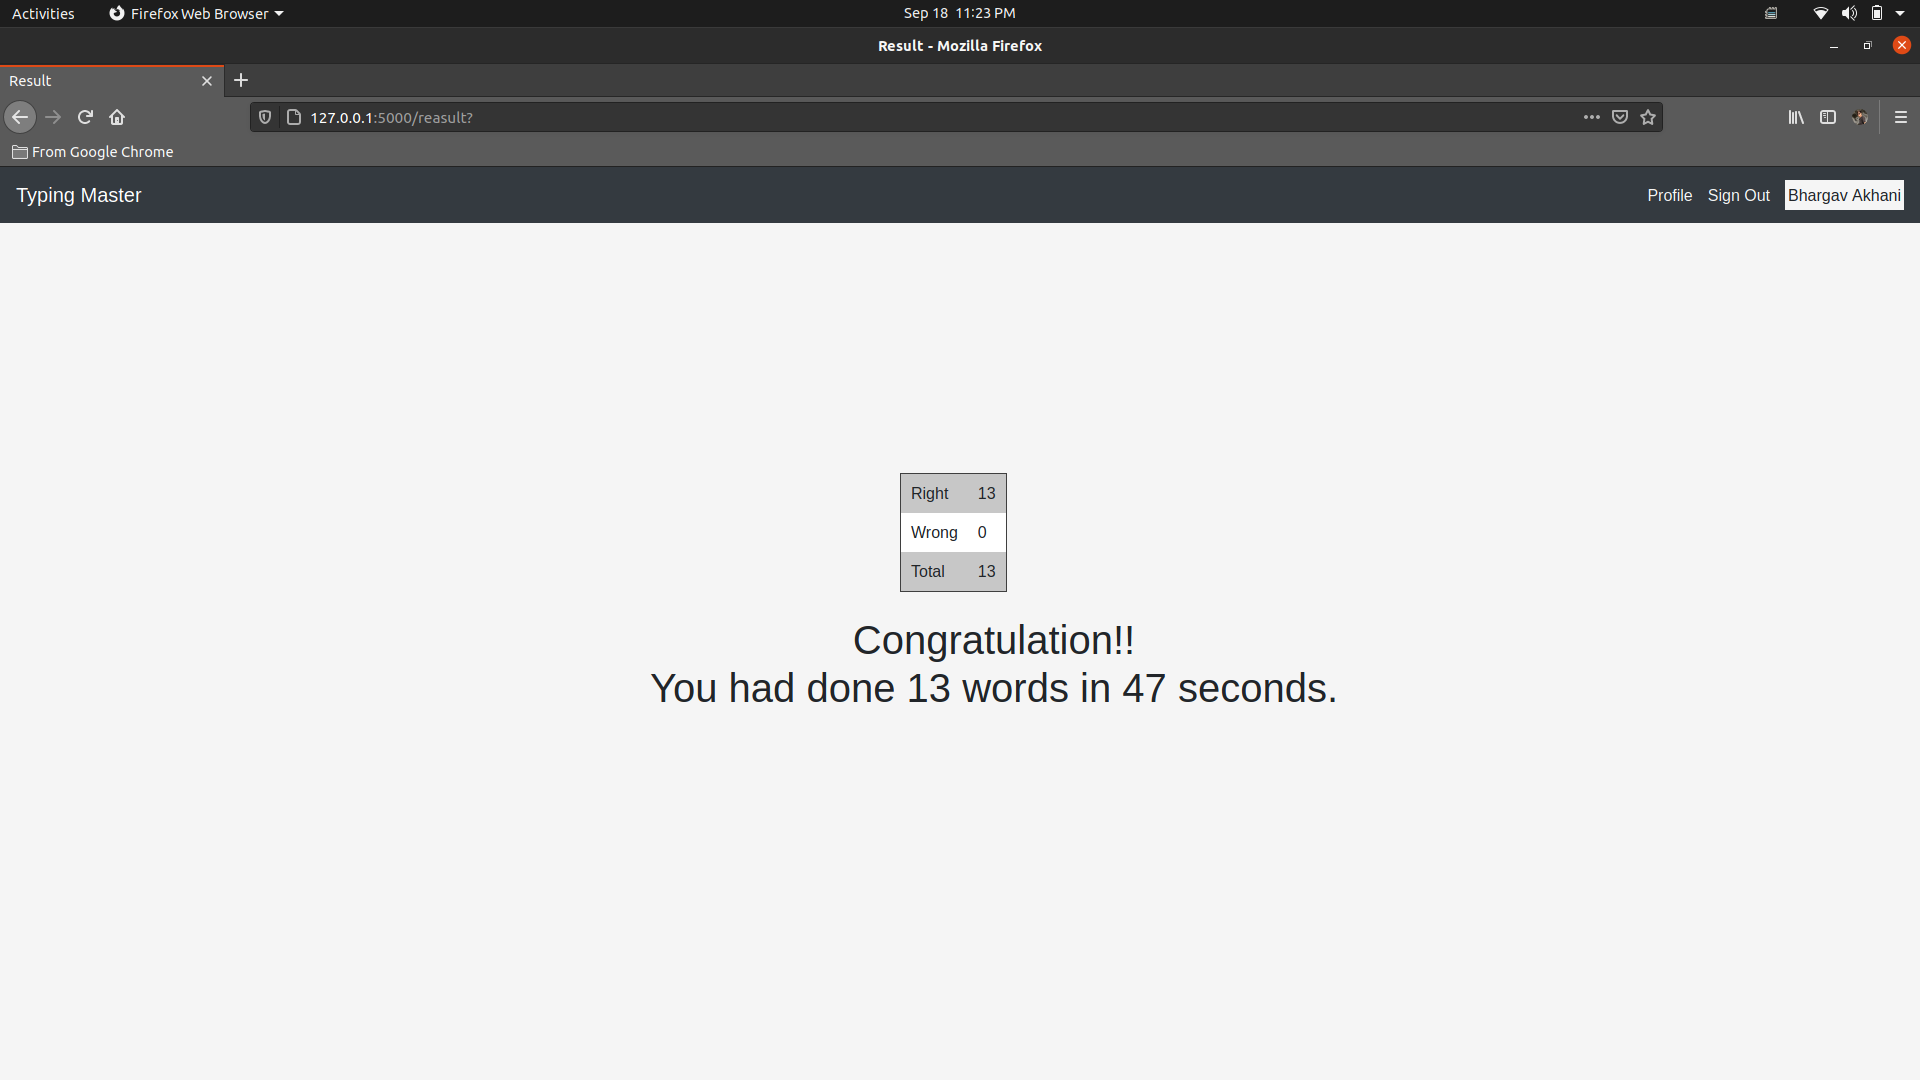 Activities Firefox Web Browser Sep 18 11:23 PM
Result - Mozilla Firefox
Result
127.0.0.1:5000/reasult?
From Google Chrome
Typing Master Profile Sign Out Bhargav Akhani
Right 13
Wrong 0
Total 13
Congratulation!!
You had done 13 words in 47 seconds.